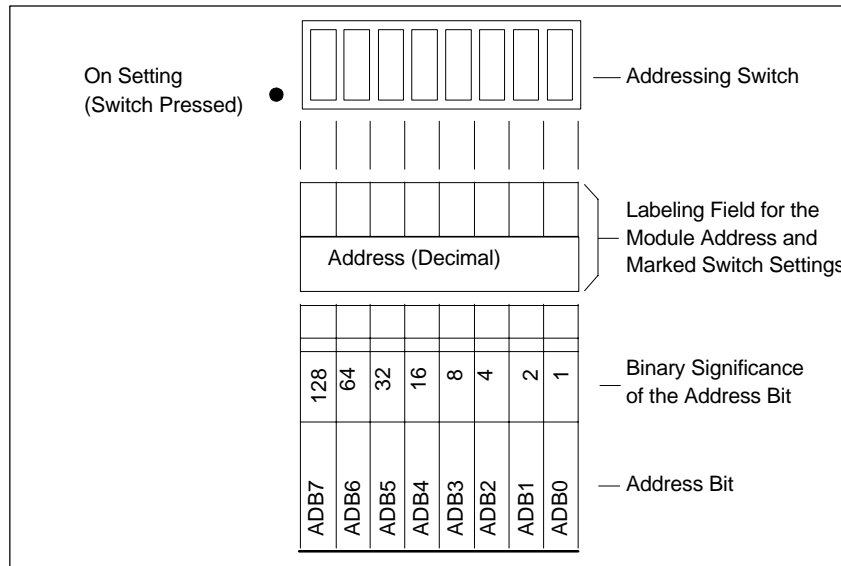 On Setting
(Switch Pressed)
Addressing Switch
Labeling Field for the
Module Address and
Marked Switch Settings
Address (Decimal)
128 64 32 16 8 4 2 1
Binary Significance
of the Address Bit
ADB7 ADB6 ADB5 ADB4 ADB3 ADB2 ADB1 ADB0
Address Bit